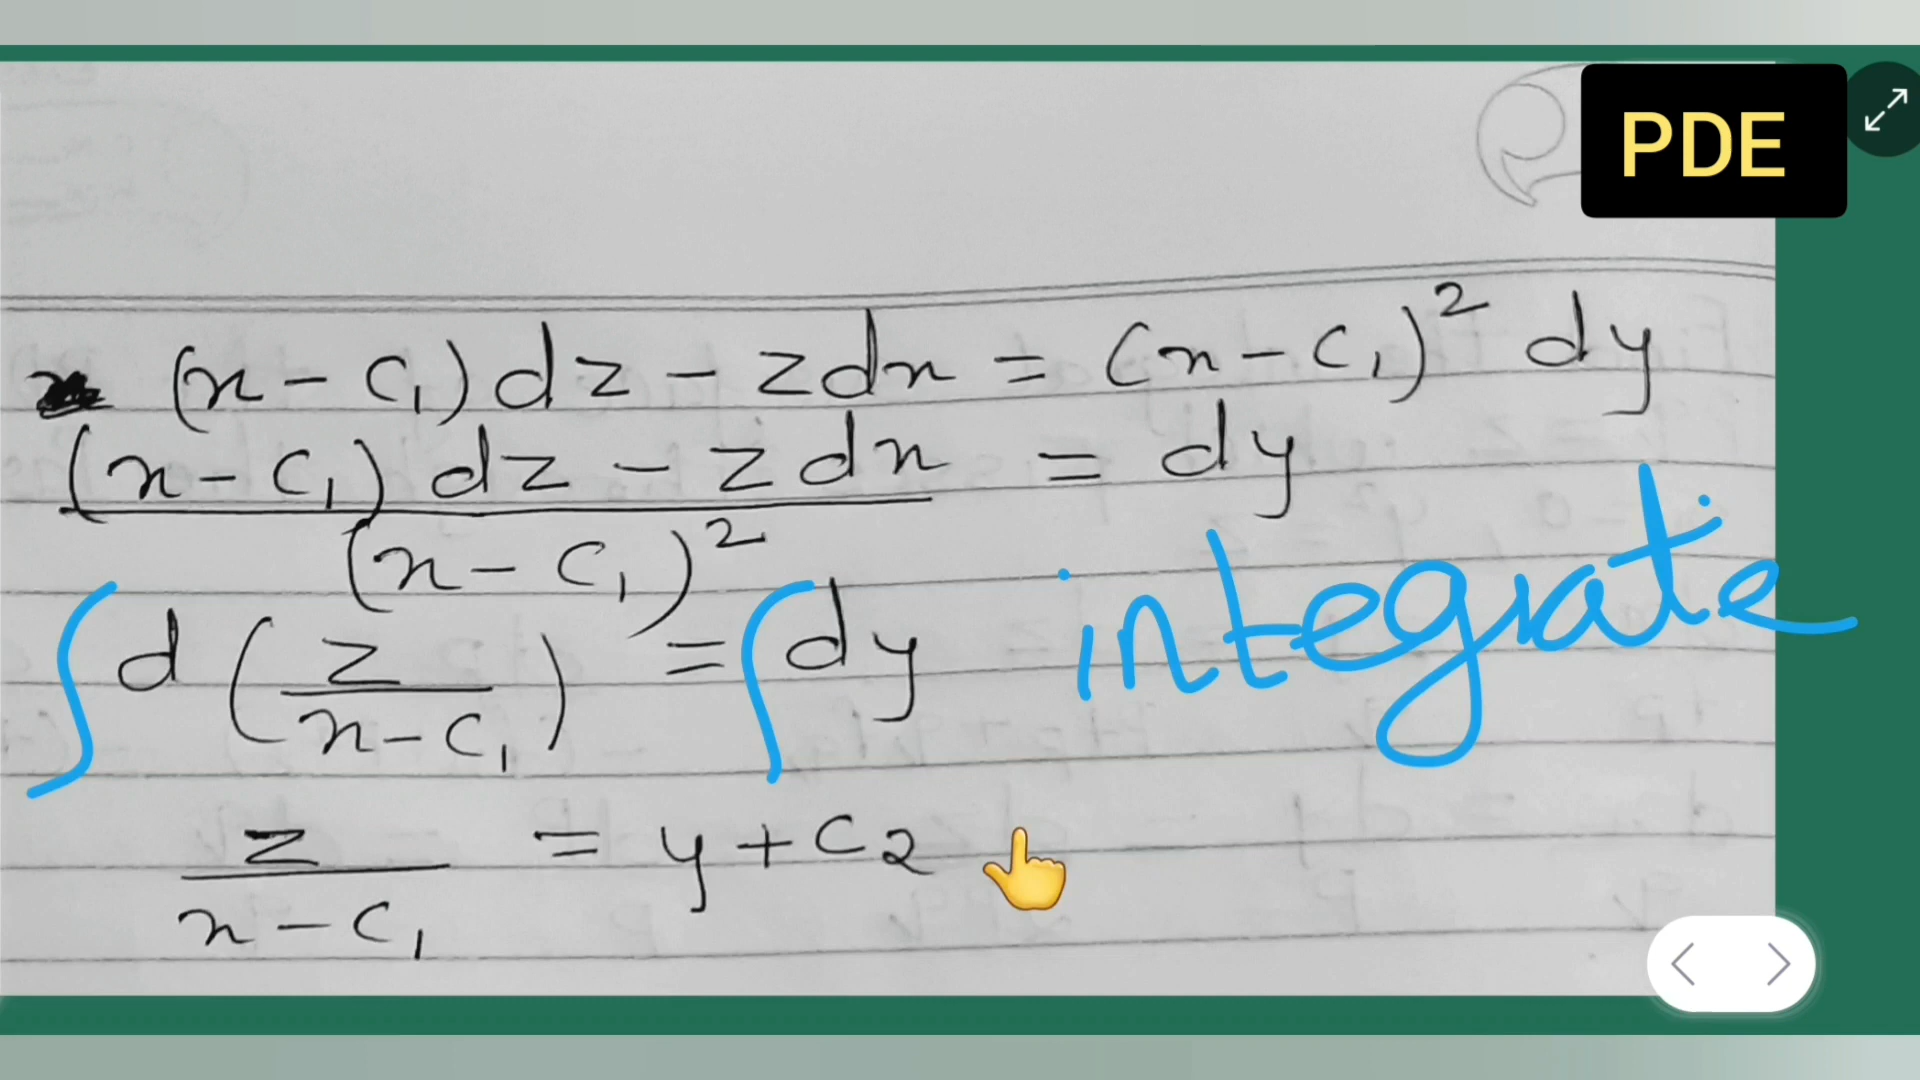 PDE
(x - c₁) dz - z dx = (x - c₁)² dy
(x - c₁) dz - z dx / (x - c₁)² = dy
∫ d ( z / x - c₁ ) = ∫ dy integrate
z / x - c₁ = y + c₂